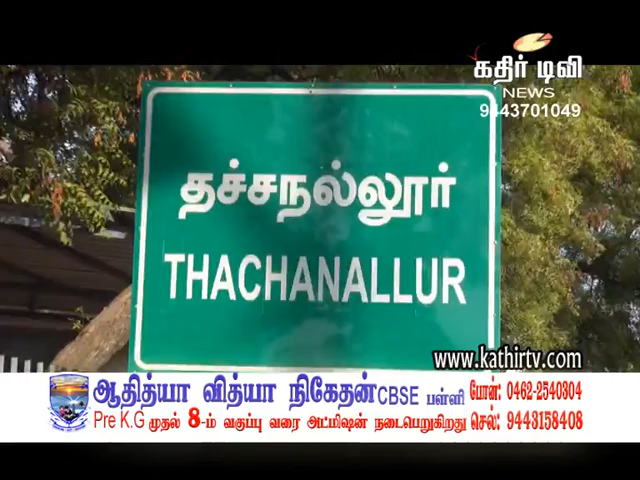 கதிர் டிவி
NEWS
9443701049
தச்சநல்லூர்
THACHANALLUR
www.kathirtv.com
ஆதித்யா வித்யா நிகேதன் CBSE பள்ளி போன்: 0462-2540304
Pre K.G முதல் 8-ம் வகுப்பு வரை அட்மிஷன் நடைபெறுகிறது செல்: 9443158408